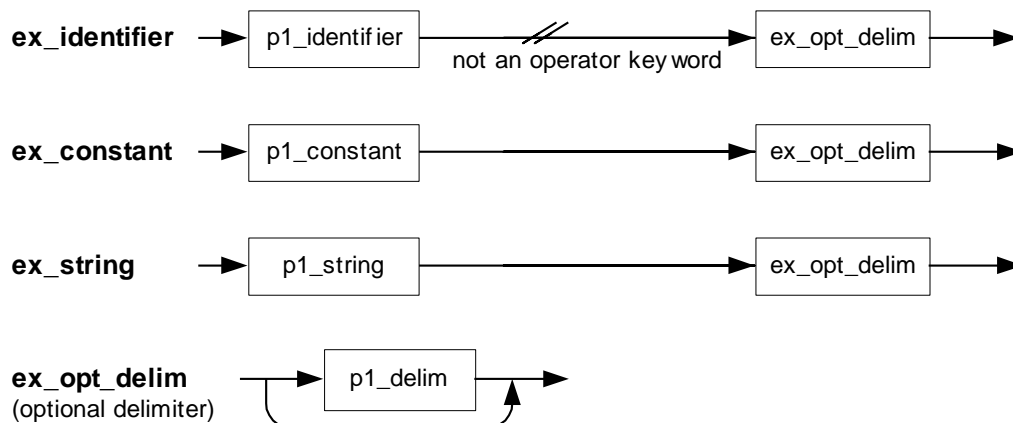 ex_identifier p1_identifier ex_opt_delim
not an operator keyword
ex_constant p1_constant ex_opt_delim
ex_string p1_string ex_opt_delim
ex_opt_delim p1_delim
(optional delimiter)